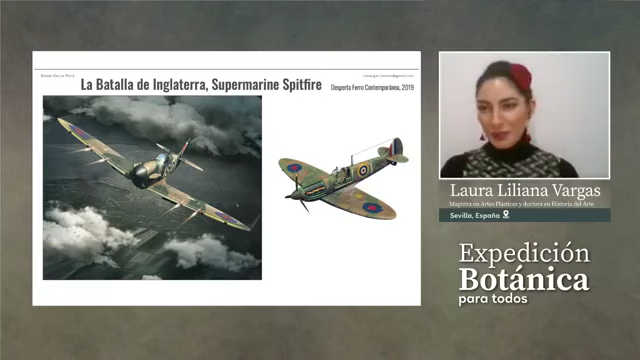 La Batalla de Inglaterra, Supermarine Spitfire
Desperta Ferro Contemporánea, 2019
Laura Liliana Vargas
Magistra en Artes Plásticas y doctora en Historia del Arte
Sevilla, España
Expedición
Botánica
para todos